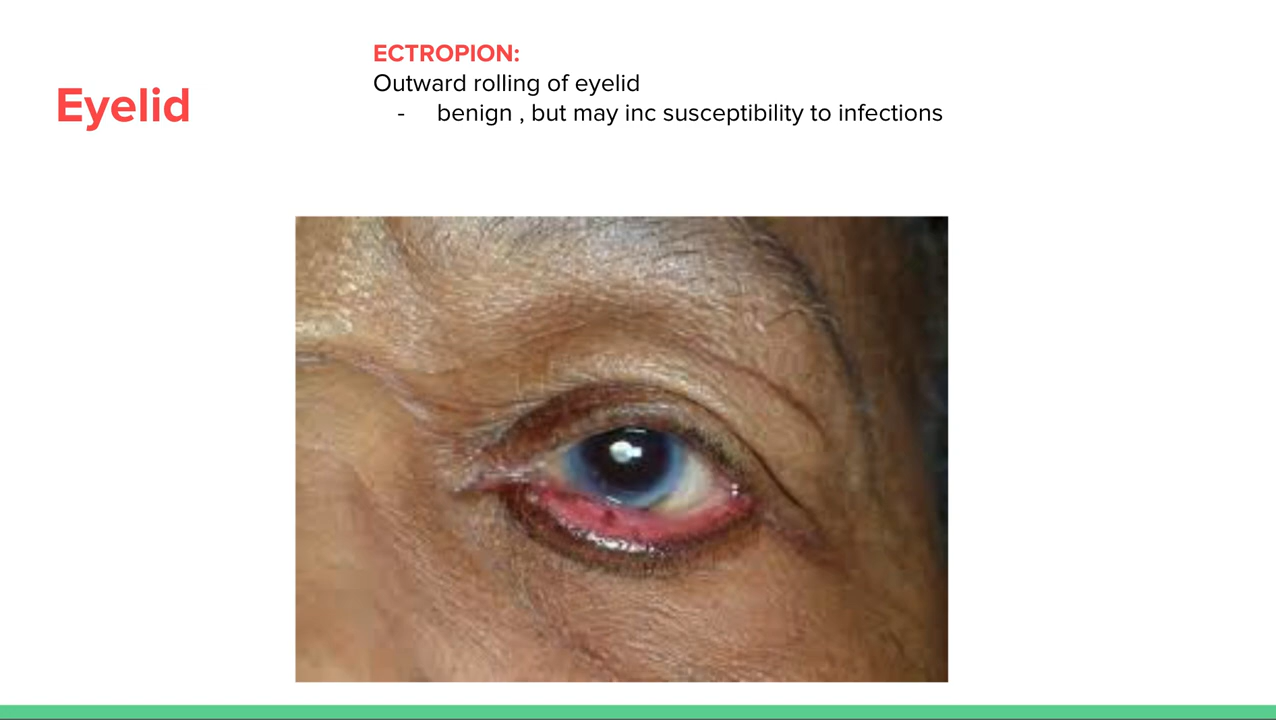 Eyelid
ECTROPION:
Outward rolling of eyelid
- benign , but may inc susceptibility to infections